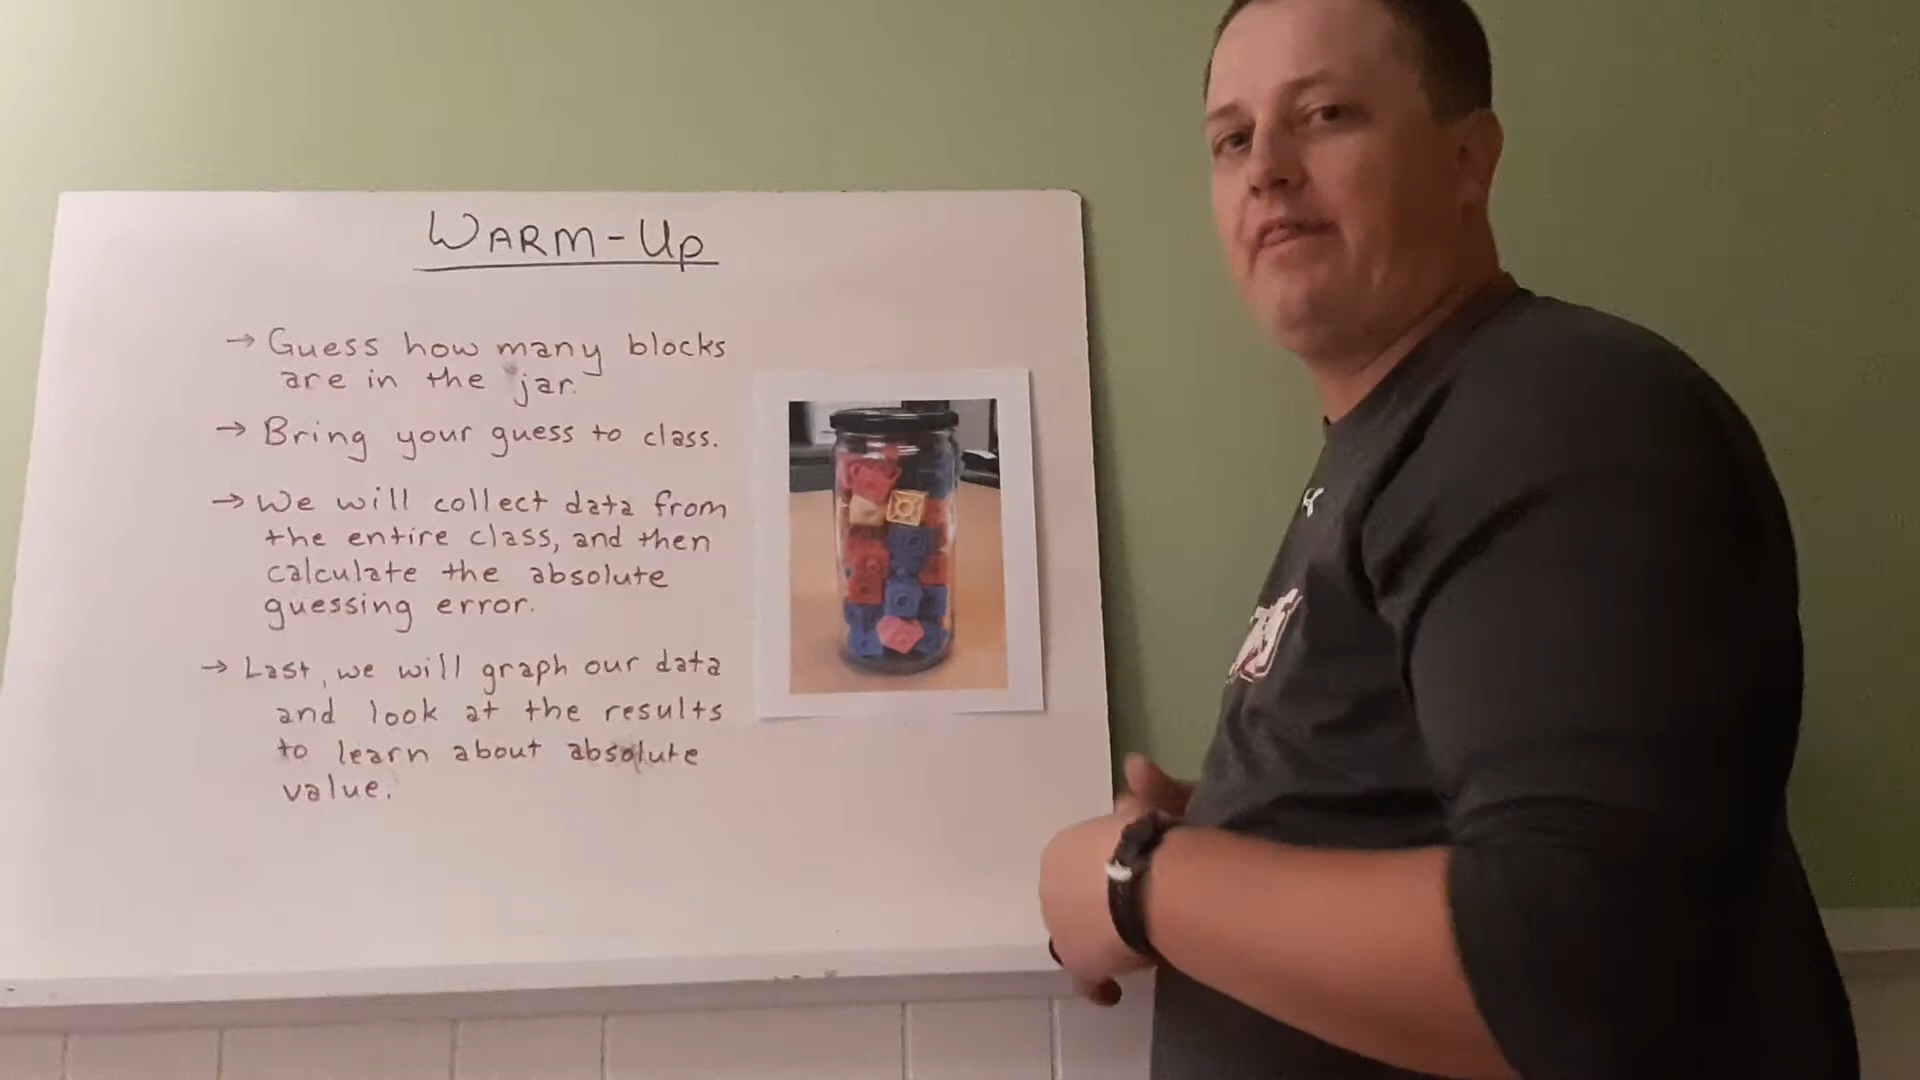 WARM-Up
→ Guess how many blocks
are in the jar.
→ Bring your guess to class.
→ We will collect data from
the entire class, and then
calculate the absolute
guessing error.
→ Last, we will graph our data
and look at the results
to learn about absolute
value.